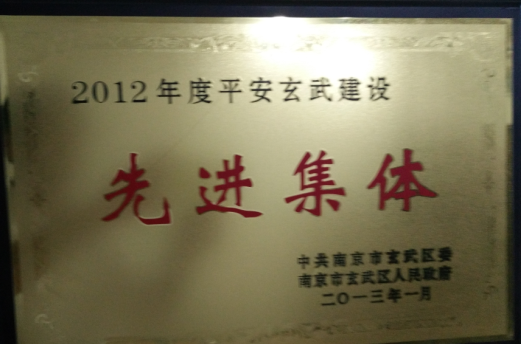 2012年度平安玄武建设
先进集体
中共南京市玄武区委
南京市玄武区人民政府
二〇一三年一月